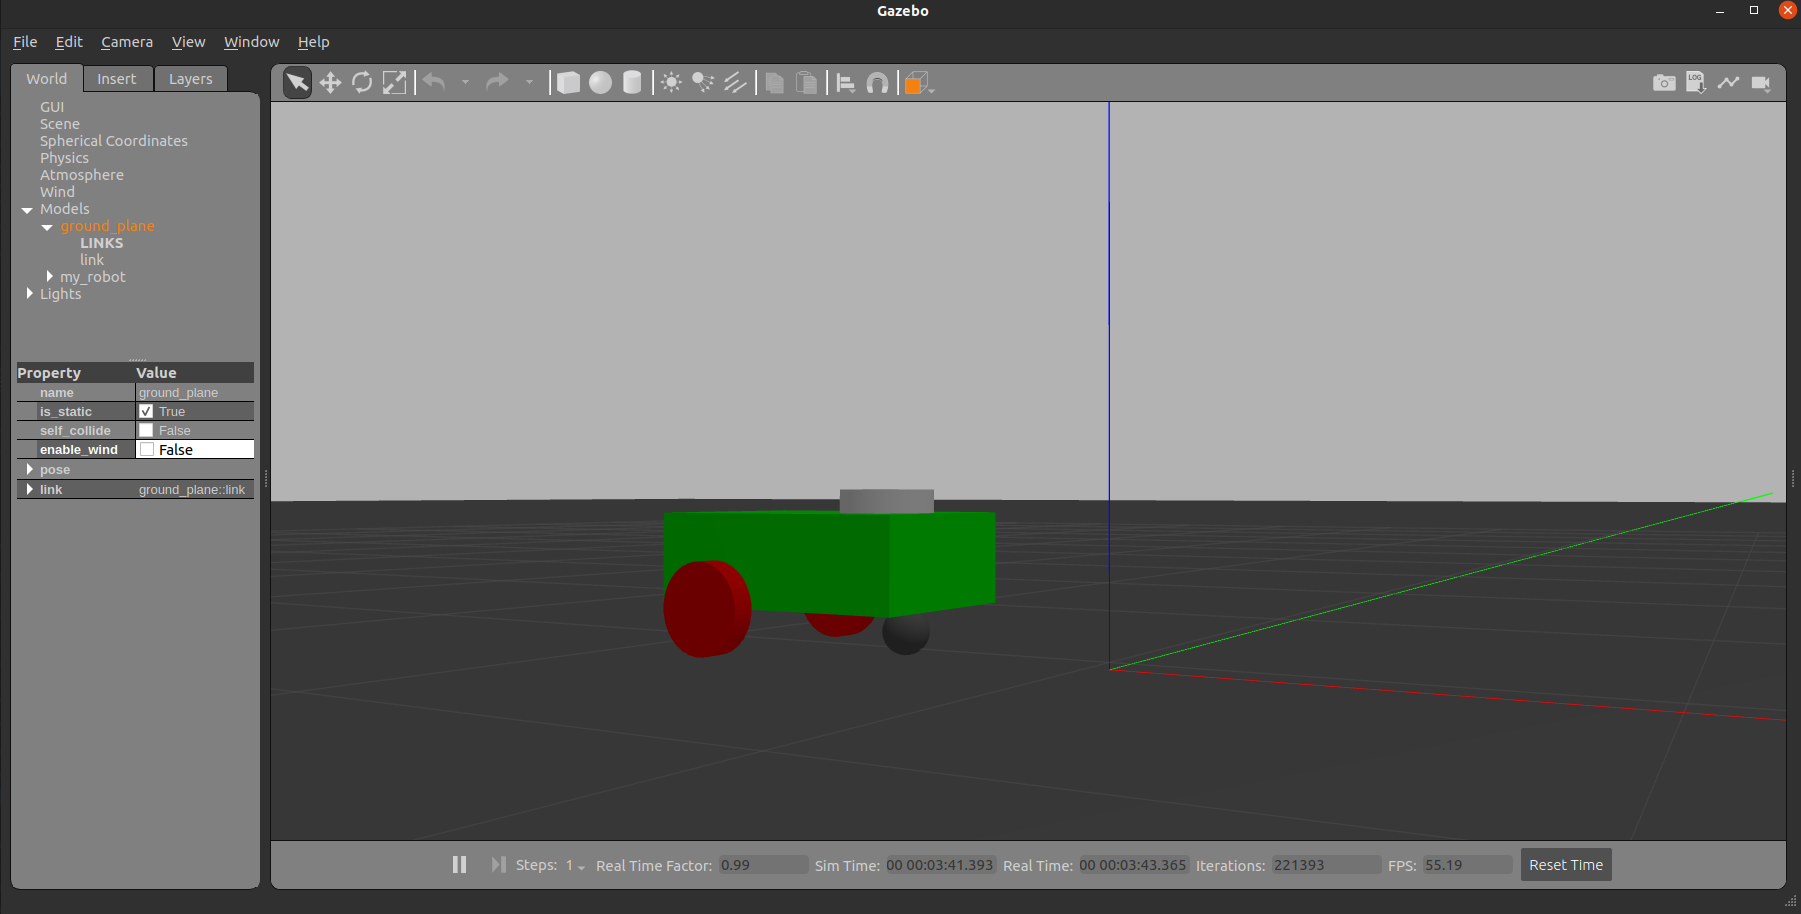 Gazebo
File Edit Camera View Window Help
World Insert Layers
LOG
GUI
Scene
Spherical Coordinates
Physics
Atmosphere
Wind
Models
ground_plane
LINKS
link
my_robot
Lights
Property Value
name ground_plane
is_static True
self_collide False
enable_wind False
pose
link ground_plane::link
Steps: 1 Real Time Factor: 0.99 Sim Time: 00 00:03:41.393 Real Time: 00 00:03:43.365 Iterations: 221393 FPS: 55.19 Reset Time